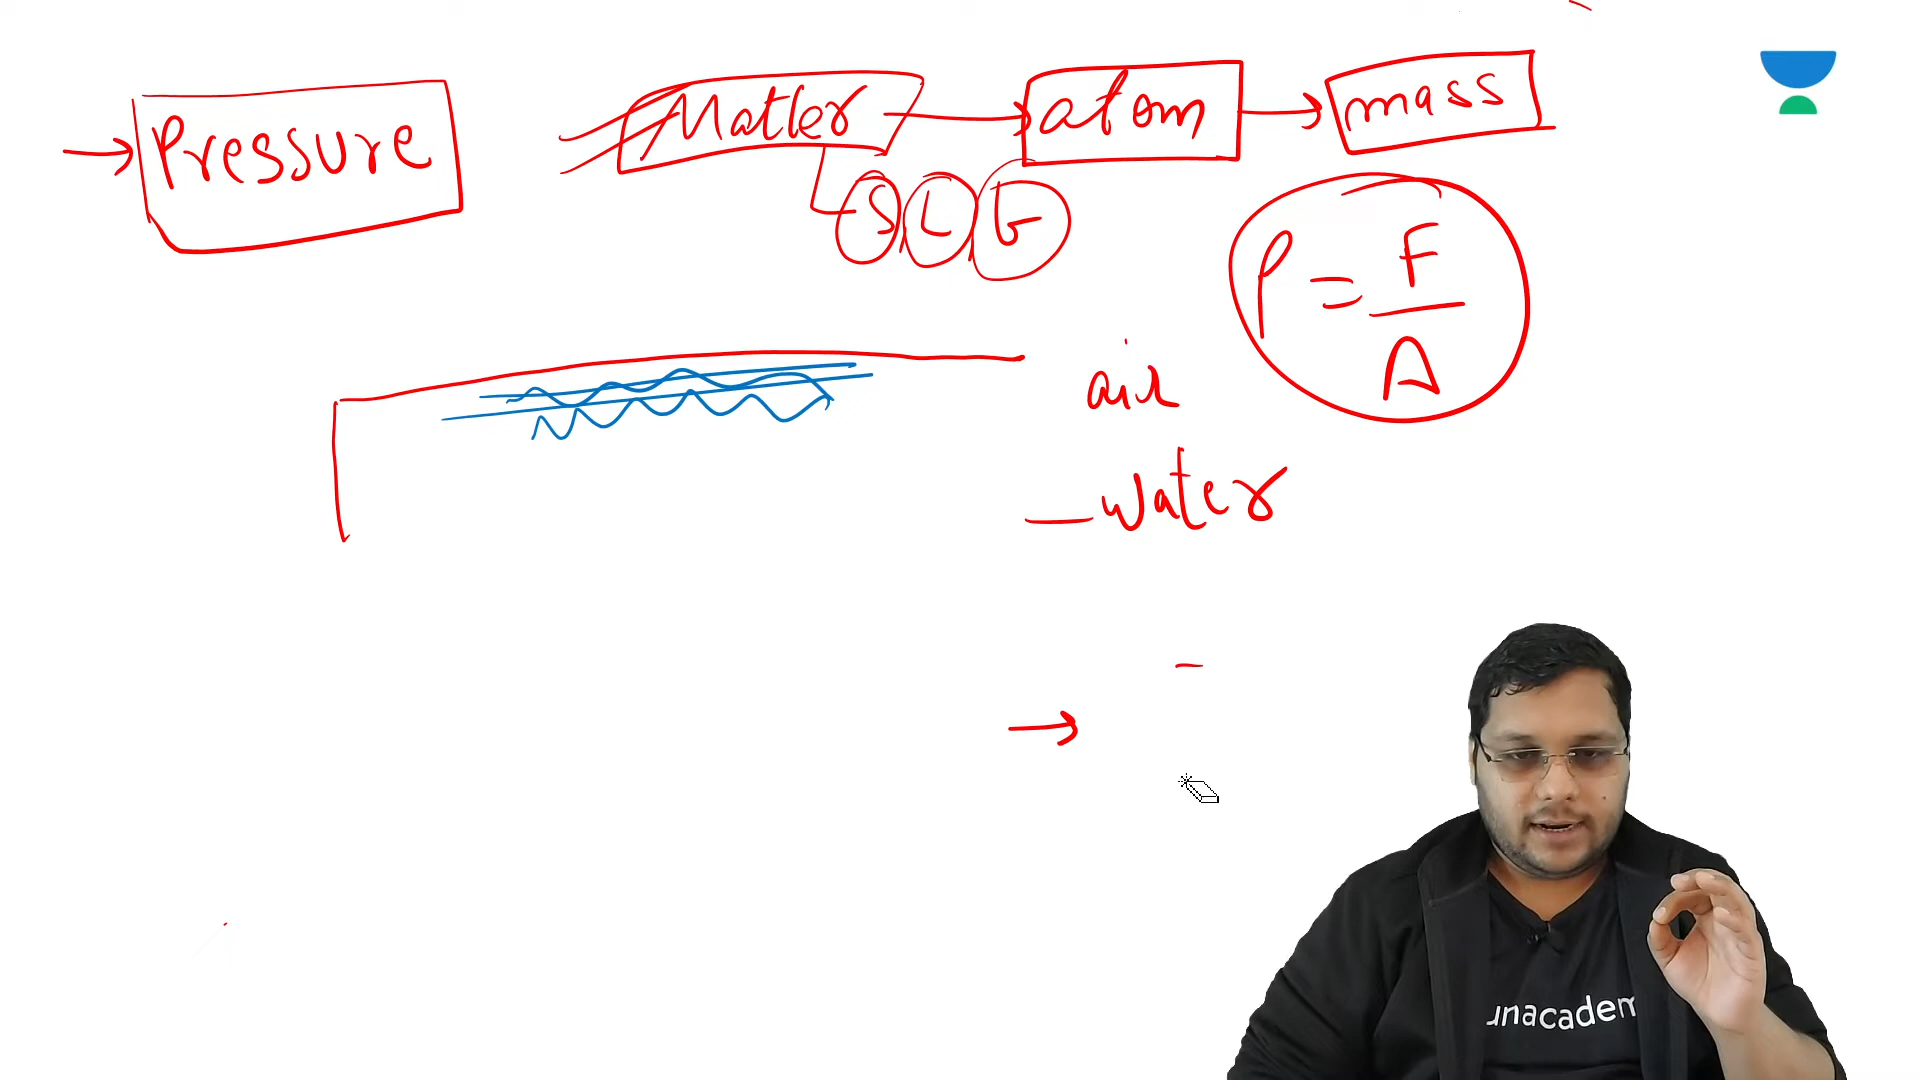 Pressure
Matter
atom
mass
S L G
P = F
A
air
water
unacadem